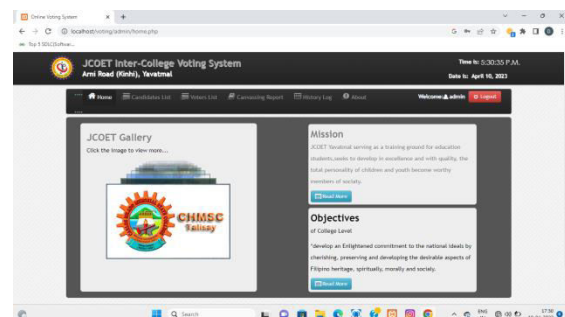 Online Voting System
localhost/voting/admin/home.php
JCOET Inter-College Voting System
Arni Road (Kinhi), Yavatmal
Time is: 5:30:35 P.M.
Date is: April 10, 2023
Home Candidates List Voters List Canvassing Report History Log About
Welcome: admin Logout
JCOET Gallery
Click the Image to view more....
CHMSC
Talisay
Mission
JCOET Yavatmal serving as a training ground for education
students,seeks to develop in excellence and with quality, the
total personality of children and youth become worthy
members of society.
Read More
Objectives
of College Level
"develop an Enlightened commitment to the national ideals by
cherishing, preserving and developing the desirable aspects of
Filipino heritage, spiritually, morally and society.
Read More
Search
ENG
17:30